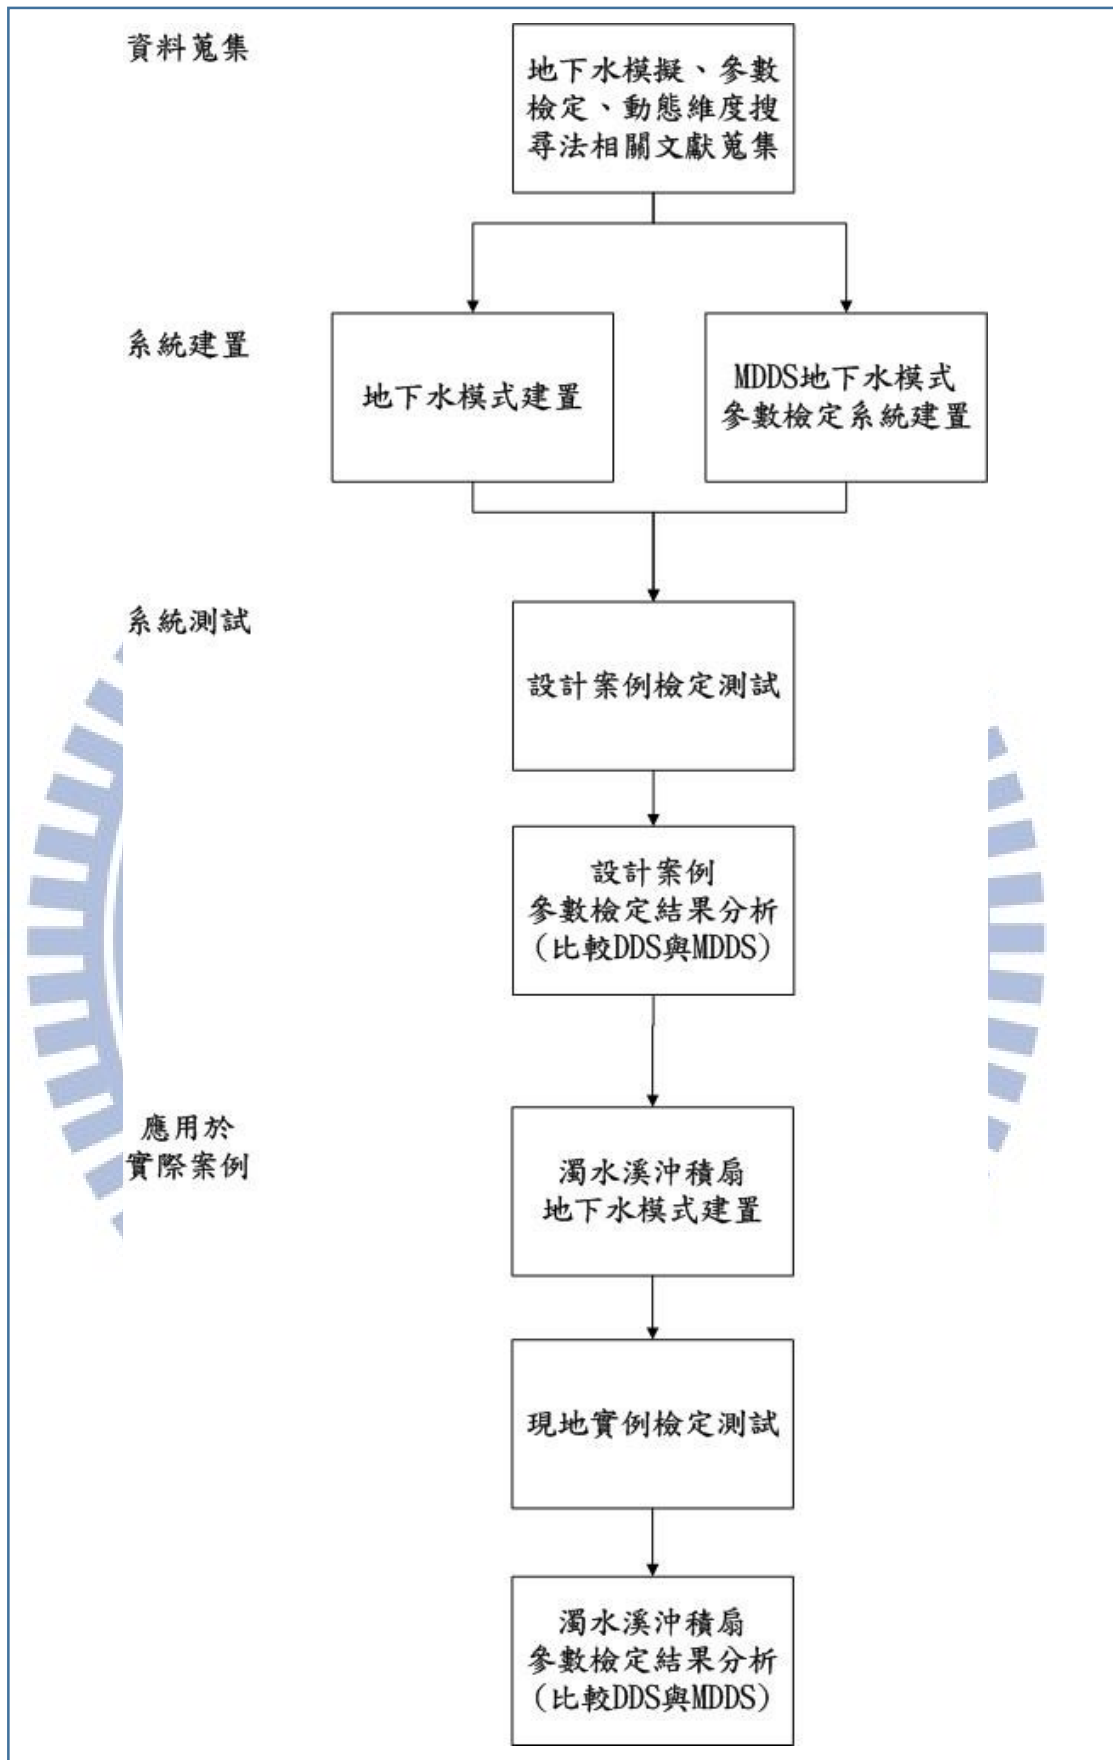 資料蒐集
地下水模擬、參數
檢定、動態維度搜
尋法相關文獻蒐集
系統建置
地下水模式建置
MDDS地下水模式
參數檢定系統建置
系統測試
設計案例檢定測試
設計案例
參數檢定結果分析
(比較DDS與MDDS)
應用於
實際案例
濁水溪沖積扇
地下水模式建置
現地實例檢定測試
濁水溪沖積扇
參數檢定結果分析
(比較DDS與MDDS)